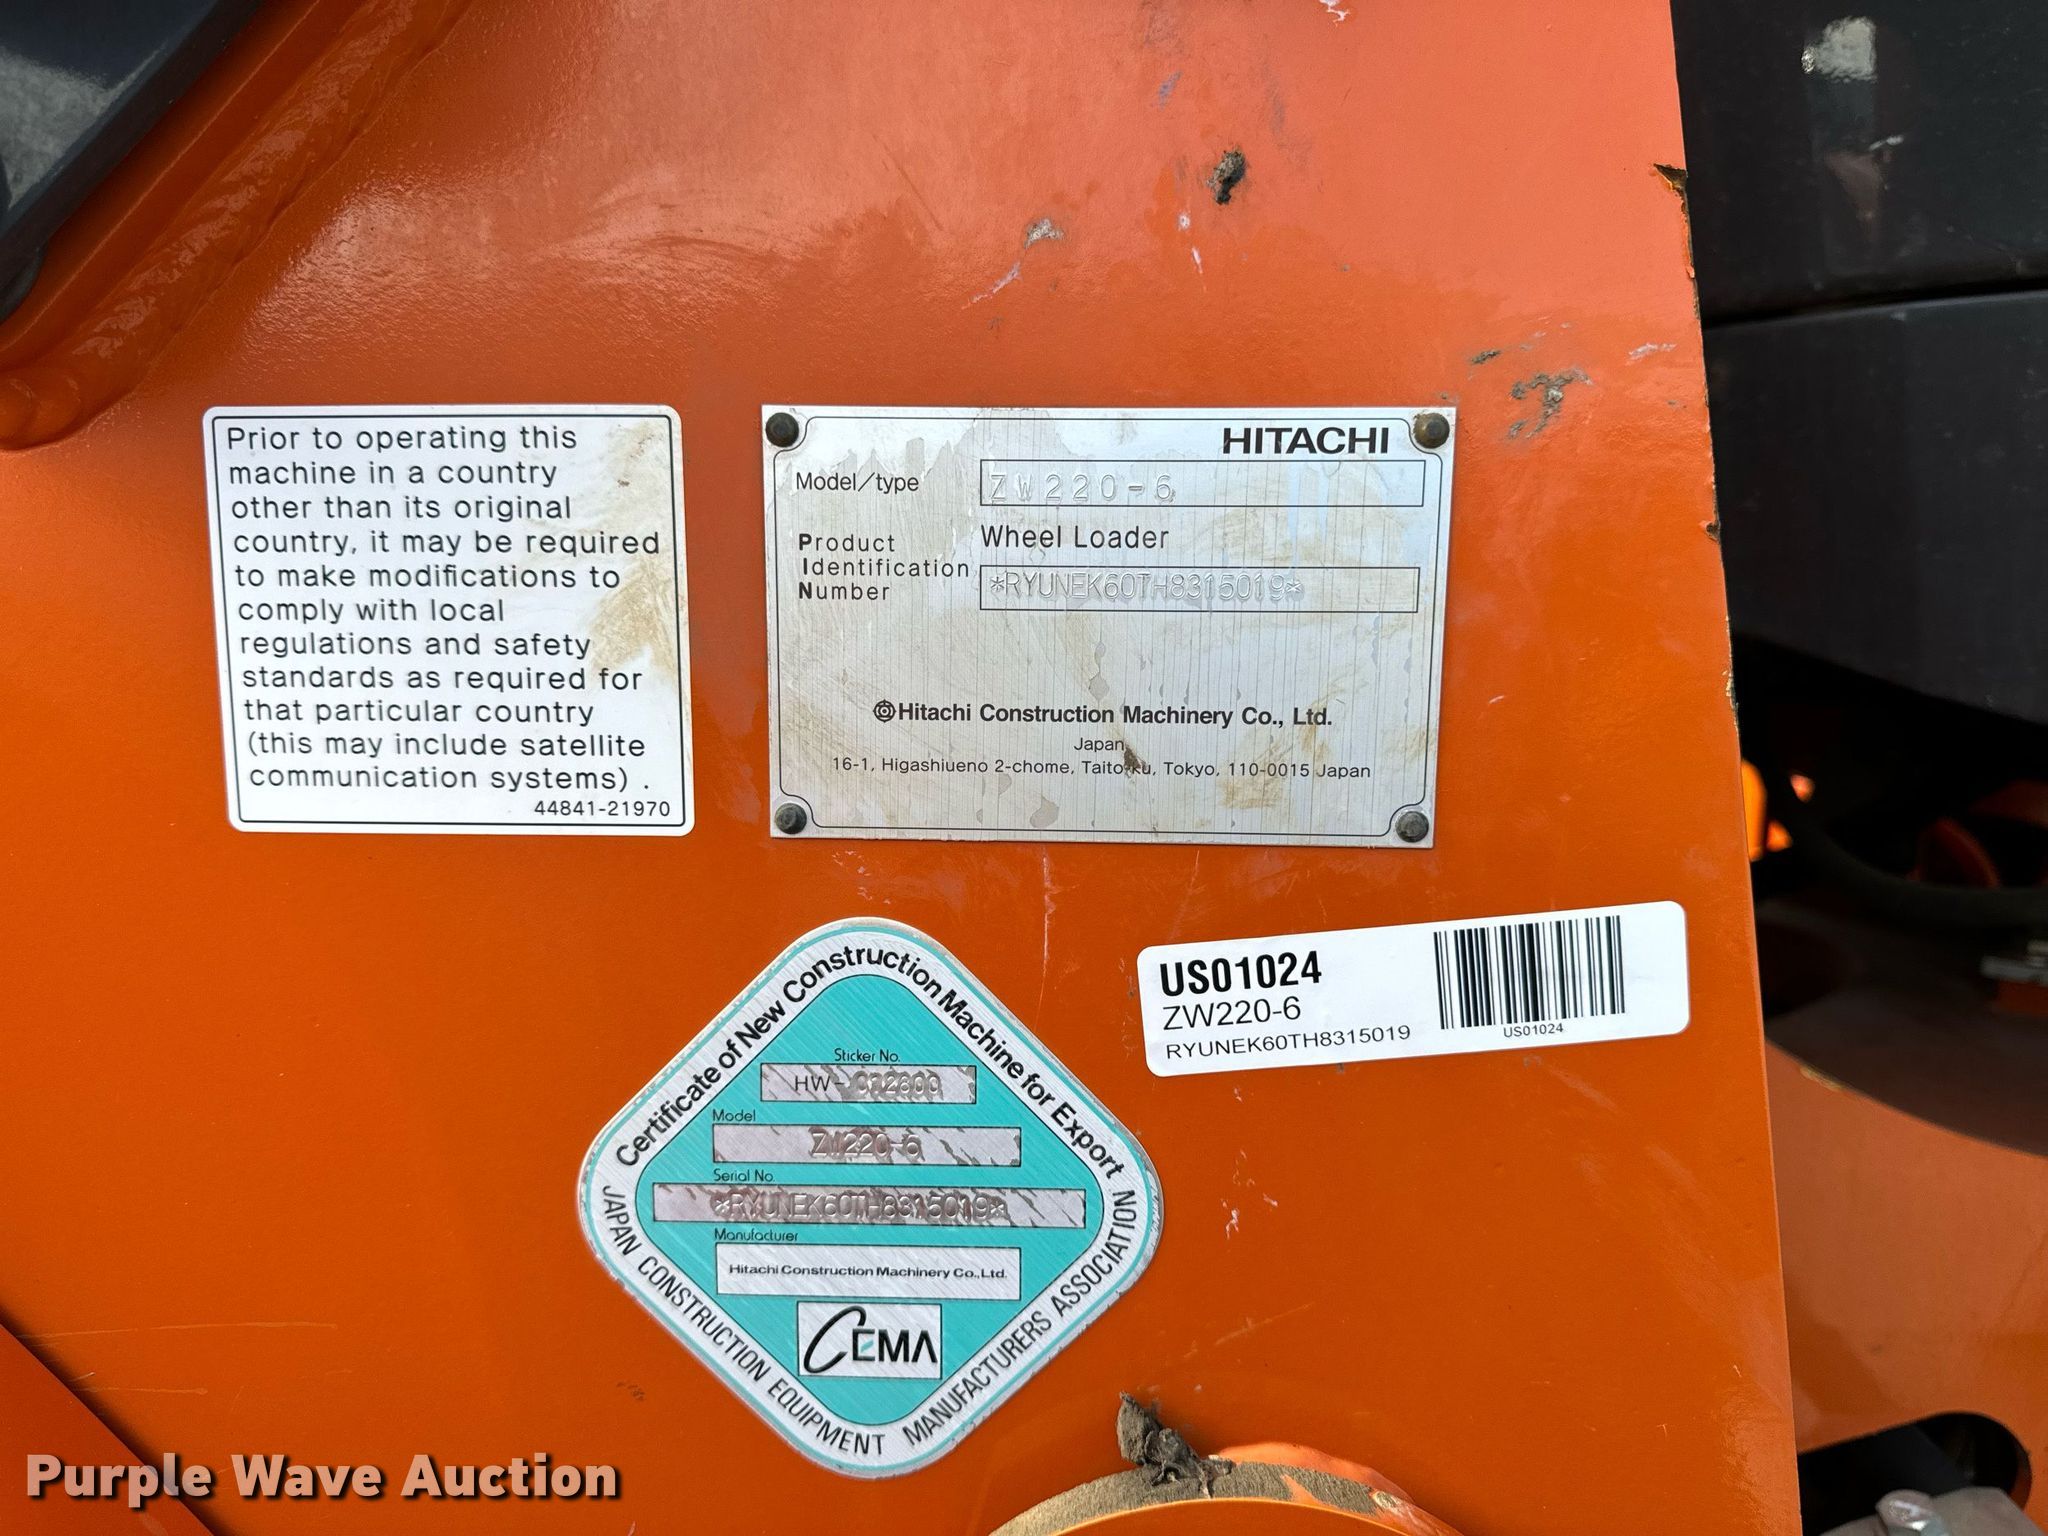 Prior to operating this
machine in a country
other than its original
country, it may be required
to make modifications to
comply with local
regulations and safety
standards as required for
that particular country
(this may include satellite
communication systems) .
44841-21970
HITACHI
Model/type ZW220-6
Wheel Loader
Product
Identification
Number *RYUNEK60TH8315019*
Hitachi Construction Machinery Co., Ltd.
Japan
16-1, Higashiueno 2-chome, Taito-ku, Tokyo, 110-0015 Japan
US01024
ZW220-6
RYUNEK60TH8315019
US01024
Certificate of New Construction Machine for Export
Sticker No.
HW-
Model
ZW220-6
Serial No.
*RYUNEK60TH8315019*
Manufacturer
Hitachi Construction Machinery Co.,Ltd.
CEMA
JAPAN CONSTRUCTION EQUIPMENT MANUFACTURERS ASSOCIATION
Purple Wave Auction